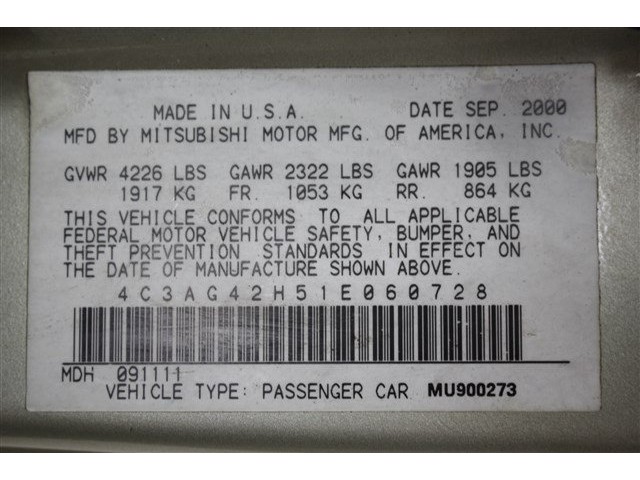 MADE IN U.S.A. DATE SEP. 2000
MFD BY MITSUBISHI MOTOR MFG. OF AMERICA, INC.
GVWR 4226 LBS GAWR 2322 LBS GAWR 1905 LBS
1917 KG FR. 1053 KG RR. 864 KG
THIS VEHICLE CONFORMS TO ALL APPLICABLE
FEDERAL MOTOR VEHICLE SAFETY, BUMPER, AND
THEFT PREVENTION STANDARDS IN EFFECT ON
THE DATE OF MANUFACTURE SHOWN ABOVE.
4C3AG42H51E060728
MDH 091111
VEHICLE TYPE: PASSENGER CAR MU900273